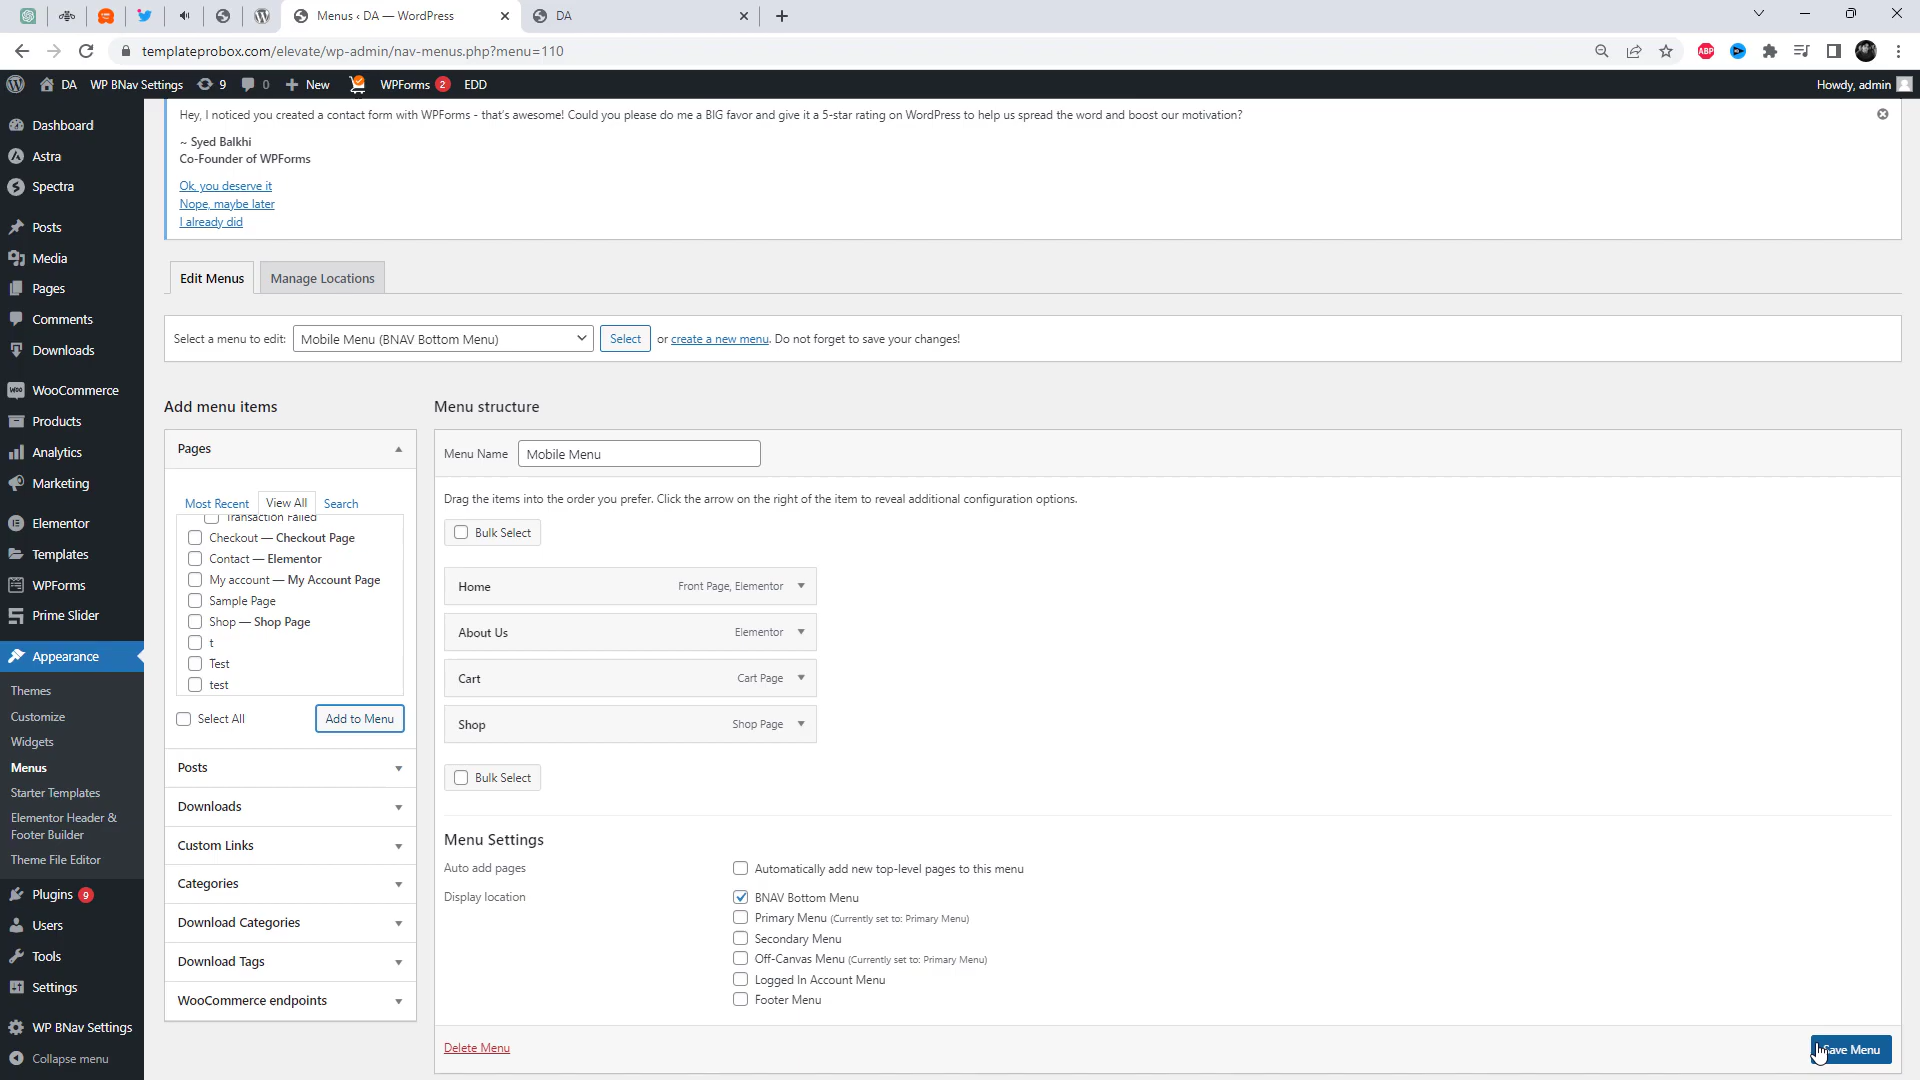 Menus ‹ DA — WordPress
DA
templateprobox.com/elevate/wp-admin/nav-menus.php?menu=110
ABP
DA
WP BNav Settings
9
0
New
WPForms 2
EDD
Howdy, admin
Dashboard
Astra
Spectra
Posts
Media
Pages
Comments
Downloads
WooCommerce
Products
Analytics
Marketing
Elementor
Templates
WPForms
Prime Slider
Appearance
Themes
Customize
Widgets
Menus
Starter Templates
Elementor Header &
Footer Builder
Theme File Editor
Plugins 9
Users
Tools
Settings
WP BNav Settings
Collapse menu
Hey, I noticed you created a contact form with WPForms - that's awesome! Could you please do me a BIG favor and give it a 5-star rating on WordPress to help us spread the word and boost our motivation?
~ Syed Balkhi
Co-Founder of WPForms
Ok, you deserve it
Nope, maybe later
I already did
Edit Menus
Manage Locations
Select a menu to edit: Mobile Menu (BNAV Bottom Menu) Select or create a new menu. Do not forget to save your changes!
Add menu items
Pages
Most Recent
View All
Search
Transaction Failed
Checkout — Checkout Page
Contact — Elementor
My account — My Account Page
Sample Page
Shop — Shop Page
t
Test
test
Select All
Add to Menu
Posts
Downloads
Custom Links
Categories
Download Categories
Download Tags
WooCommerce endpoints
Menu structure
Menu Name Mobile Menu
Drag the items into the order you prefer. Click the arrow on the right of the item to reveal additional configuration options.
Bulk Select
Home Front Page, Elementor
About Us Elementor
Cart Cart Page
Shop Shop Page
Bulk Select
Menu Settings
Auto add pages
Automatically add new top-level pages to this menu
Display location
BNAV Bottom Menu
Primary Menu (Currently set to: Primary Menu)
Secondary Menu
Off-Canvas Menu (Currently set to: Primary Menu)
Logged In Account Menu
Footer Menu
Delete Menu
Save Menu